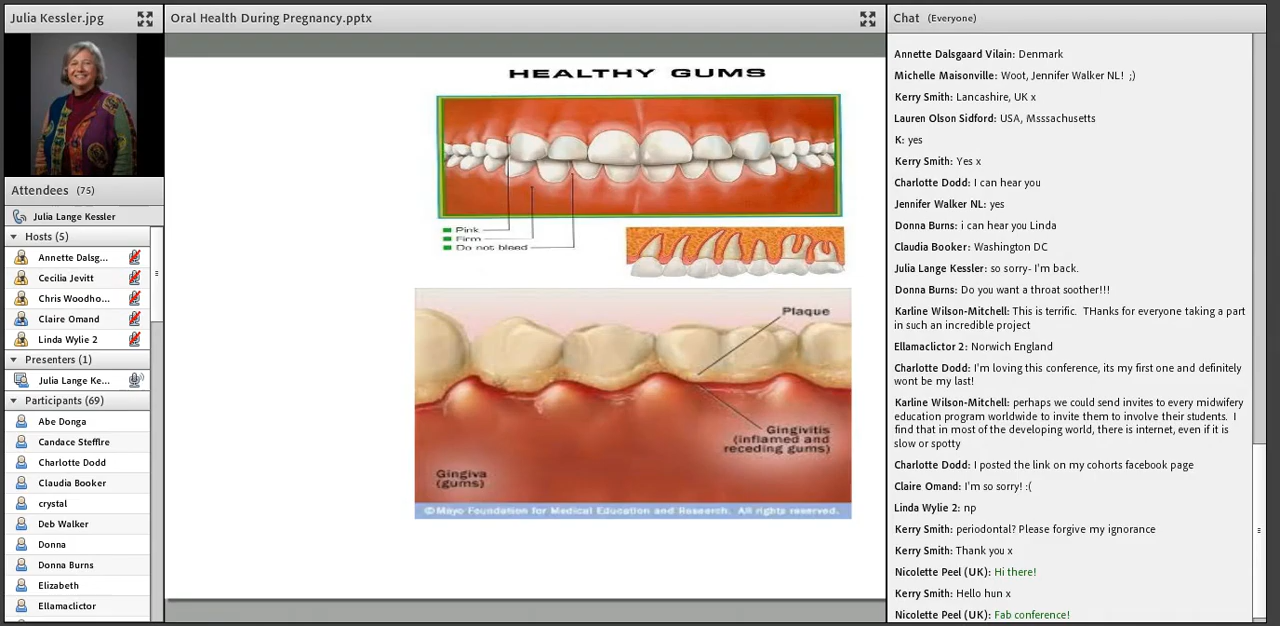 Julia Kessler.jpg
Attendees (75)
Julia Lange Kessler
Hosts (5)
Annette Dalsg...
Cecilia Jevitt
Chris Woodho...
Claire Omand
Linda Wylie 2
Presenters (1)
Julia Lange Ke...
Participants (69)
Abe Donga
Candace Stefflre
Charlotte Dodd
Claudia Booker
crystal
Deb Walker
Donna
Donna Burns
Elizabeth
Ellamaclictor
Oral Health During Pregnancy.pptx
HEALTHY GUMS
Pink
Firm
Do not bleed
Plaque
Gingivitis
(inflamed and
receding gums)
Gingiva
(gums)
©Mayo Foundation for Medical Education and Research. All rights reserved.
Chat (Everyone)
Annette Dalsgaard Vilain: Denmark
Michelle Maisonville: Woot, Jennifer Walker NL! ;)
Kerry Smith: Lancashire, UK x
Lauren Olson Sidford: USA, Msssachusetts
K: yes
Kerry Smith: Yes x
Charlotte Dodd: I can hear you
Jennifer Walker NL: yes
Donna Burns: i can hear you Linda
Claudia Booker: Washington DC
Julia Lange Kessler: so sorry- I'm back.
Donna Burns: Do you want a throat soother!!!
Karline Wilson-Mitchell: This is terrific. THanks for everyone taking a part
in such an incredible project
Ellamaclictor 2: Norwich England
Charlotte Dodd: I'm loving this conference, its my first one and definitely
wont be my last!
Karline Wilson-Mitchell: perhaps we could send invites to every midwifery
education program worldwide to invite them to involve their students. I
find that in most of the developing world, there is internet, even if it is
slow or spotty
Charlotte Dodd: I posted the link on my cohorts facebook page
Claire Omand: I'm so sorry! :(
Linda Wylie 2: np
Kerry Smith: periodontal? Please forgive my ignorance
Kerry Smith: Thank you x
Nicolette Peel (UK): Hi there!
Kerry Smith: Hello hun x
Nicolette Peel (UK): Fab conference!